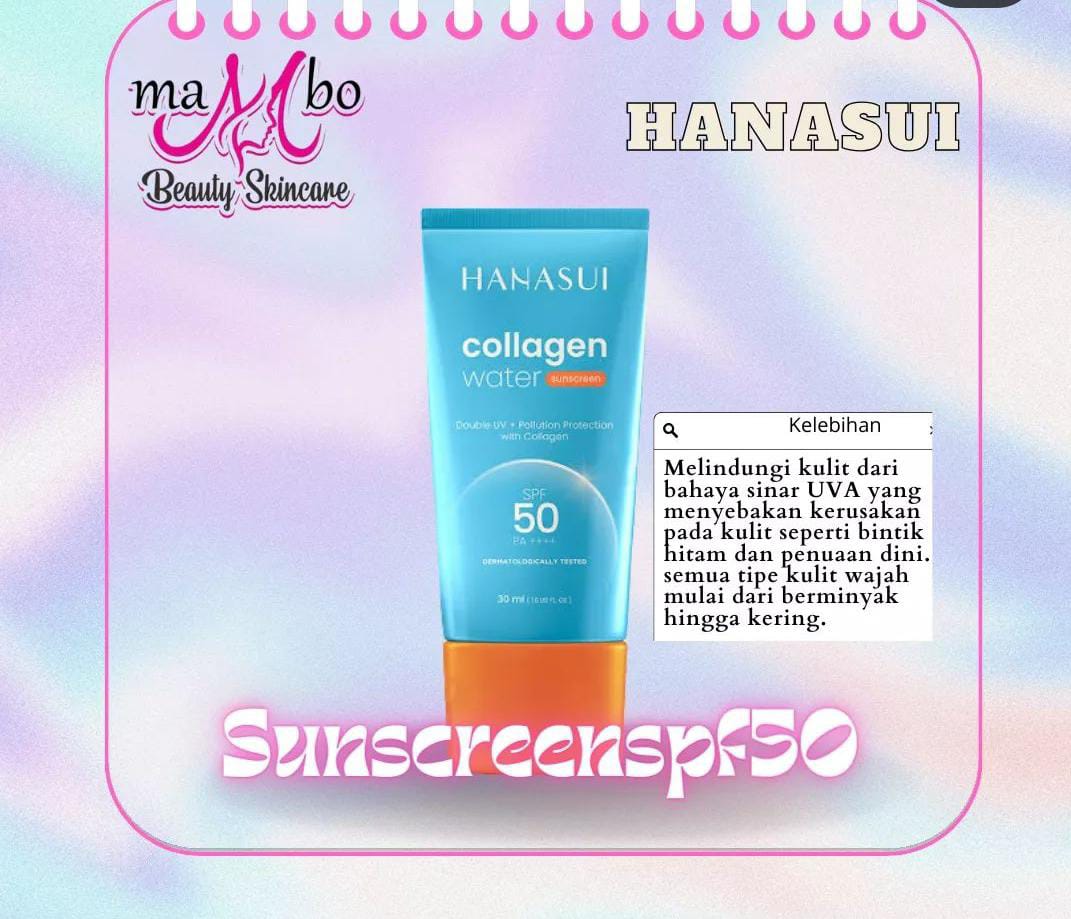 maMbo
Beauty Skincare
HANASUI
HANASUI
collagen
water sunscreen
Double UV + Pollution Protection
with Collagen
SPF
50
PA ++++
DERMATOLOGICALLY TESTED
30 ml
Kelebihan
Melindungi kulit dari
bahaya sinar UVA yang
menyebakan kerusakan
pada kulit seperti bintik
hitam dan penuaan dini.
semua tipe kulit wajah
mulai dari berminyak
hingga kering.
Sunscreenspf50